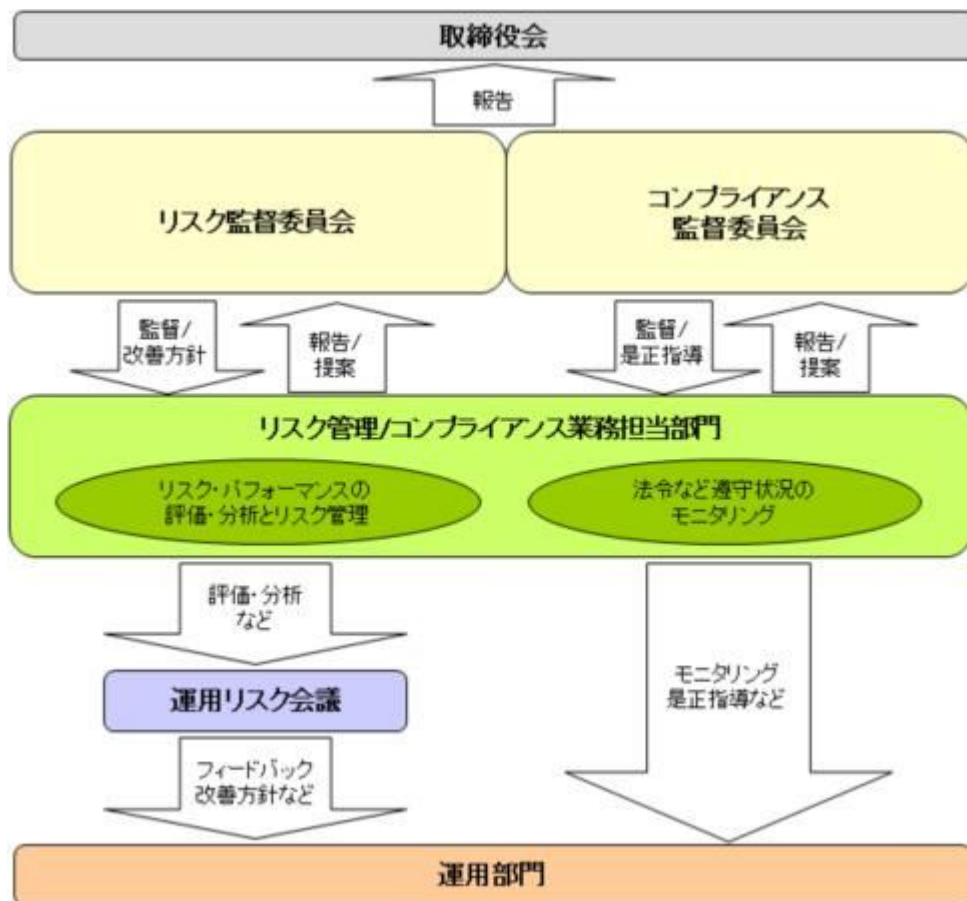 取締役会
報告
リスク監督委員会
コンプライアンス
監督委員会
監督/
改善方針
報告/
提案
監督/
是正指導
報告/
提案
リスク管理/コンプライアンス業務担当部門
リスク・パフォーマンスの
評価・分析とリスク管理
法令など遵守状況の
モニタリング
評価・分析
など
運用リスク会議
モニタリング
是正指導など
フィードバック
改善方針など
運用部門